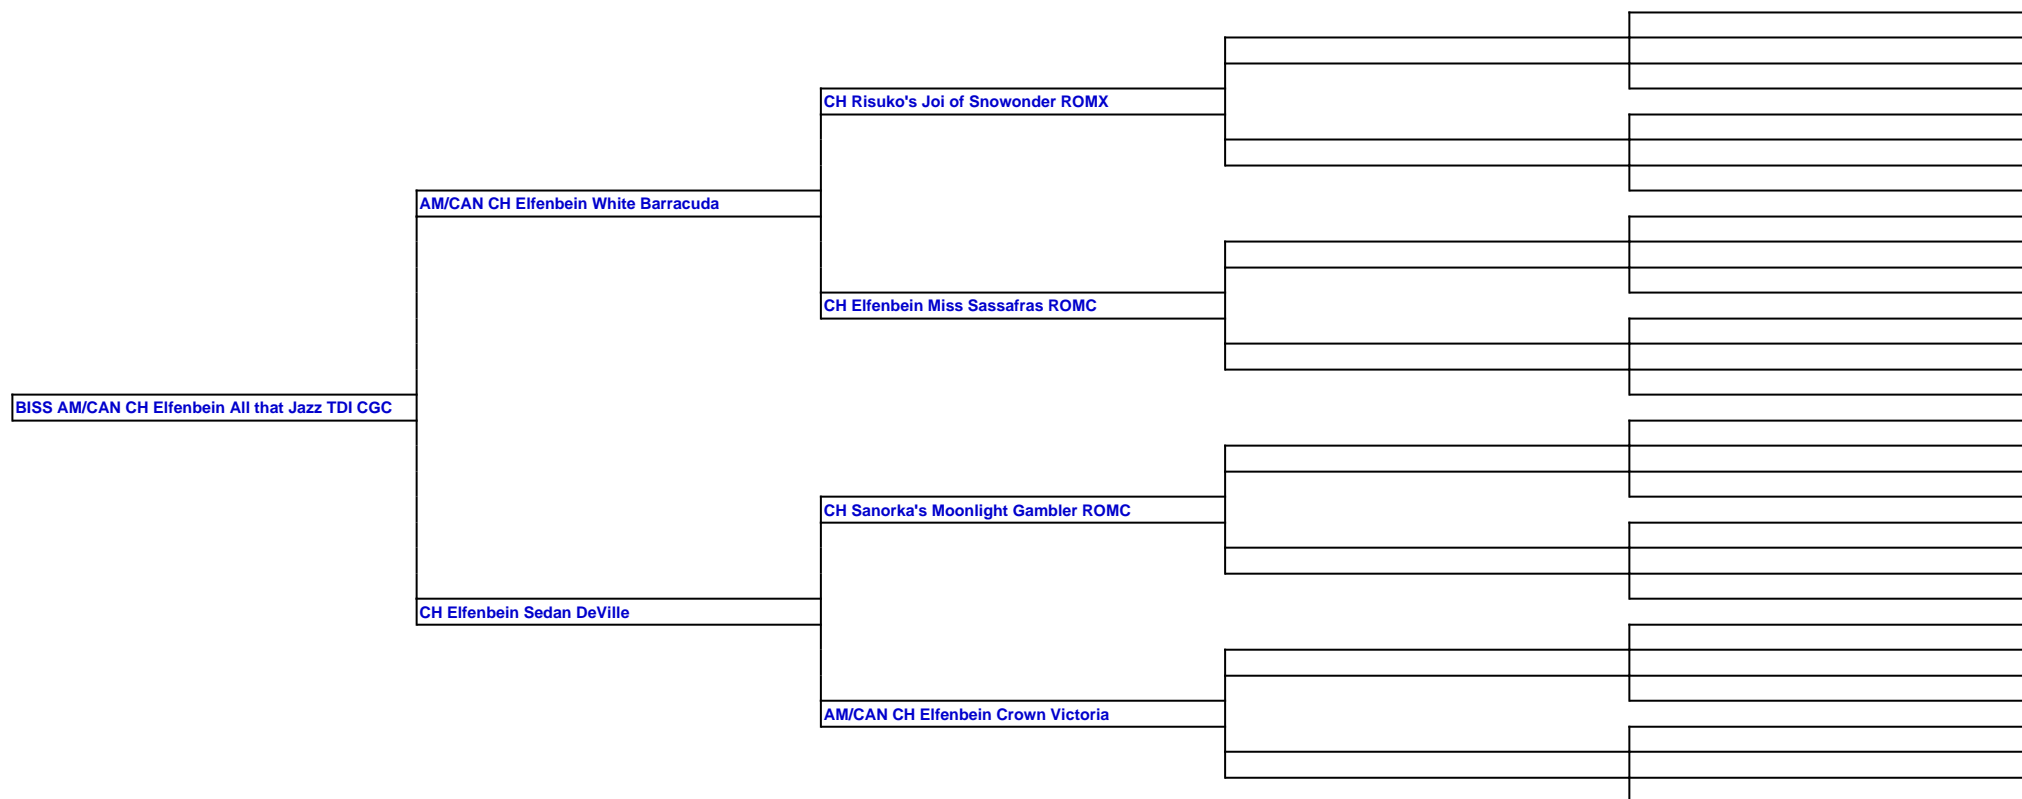 CH Risuko's Joi of Snowonder ROMX
AM/CAN CH Elfenbein White Barracuda
CH Elfenbein Miss Sassafras ROMC
BISS AM/CAN CH Elfenbein All that Jazz TDI CGC
CH Sanorka's Moonlight Gambler ROMC
CH Elfenbein Sedan DeVille
AM/CAN CH Elfenbein Crown Victoria